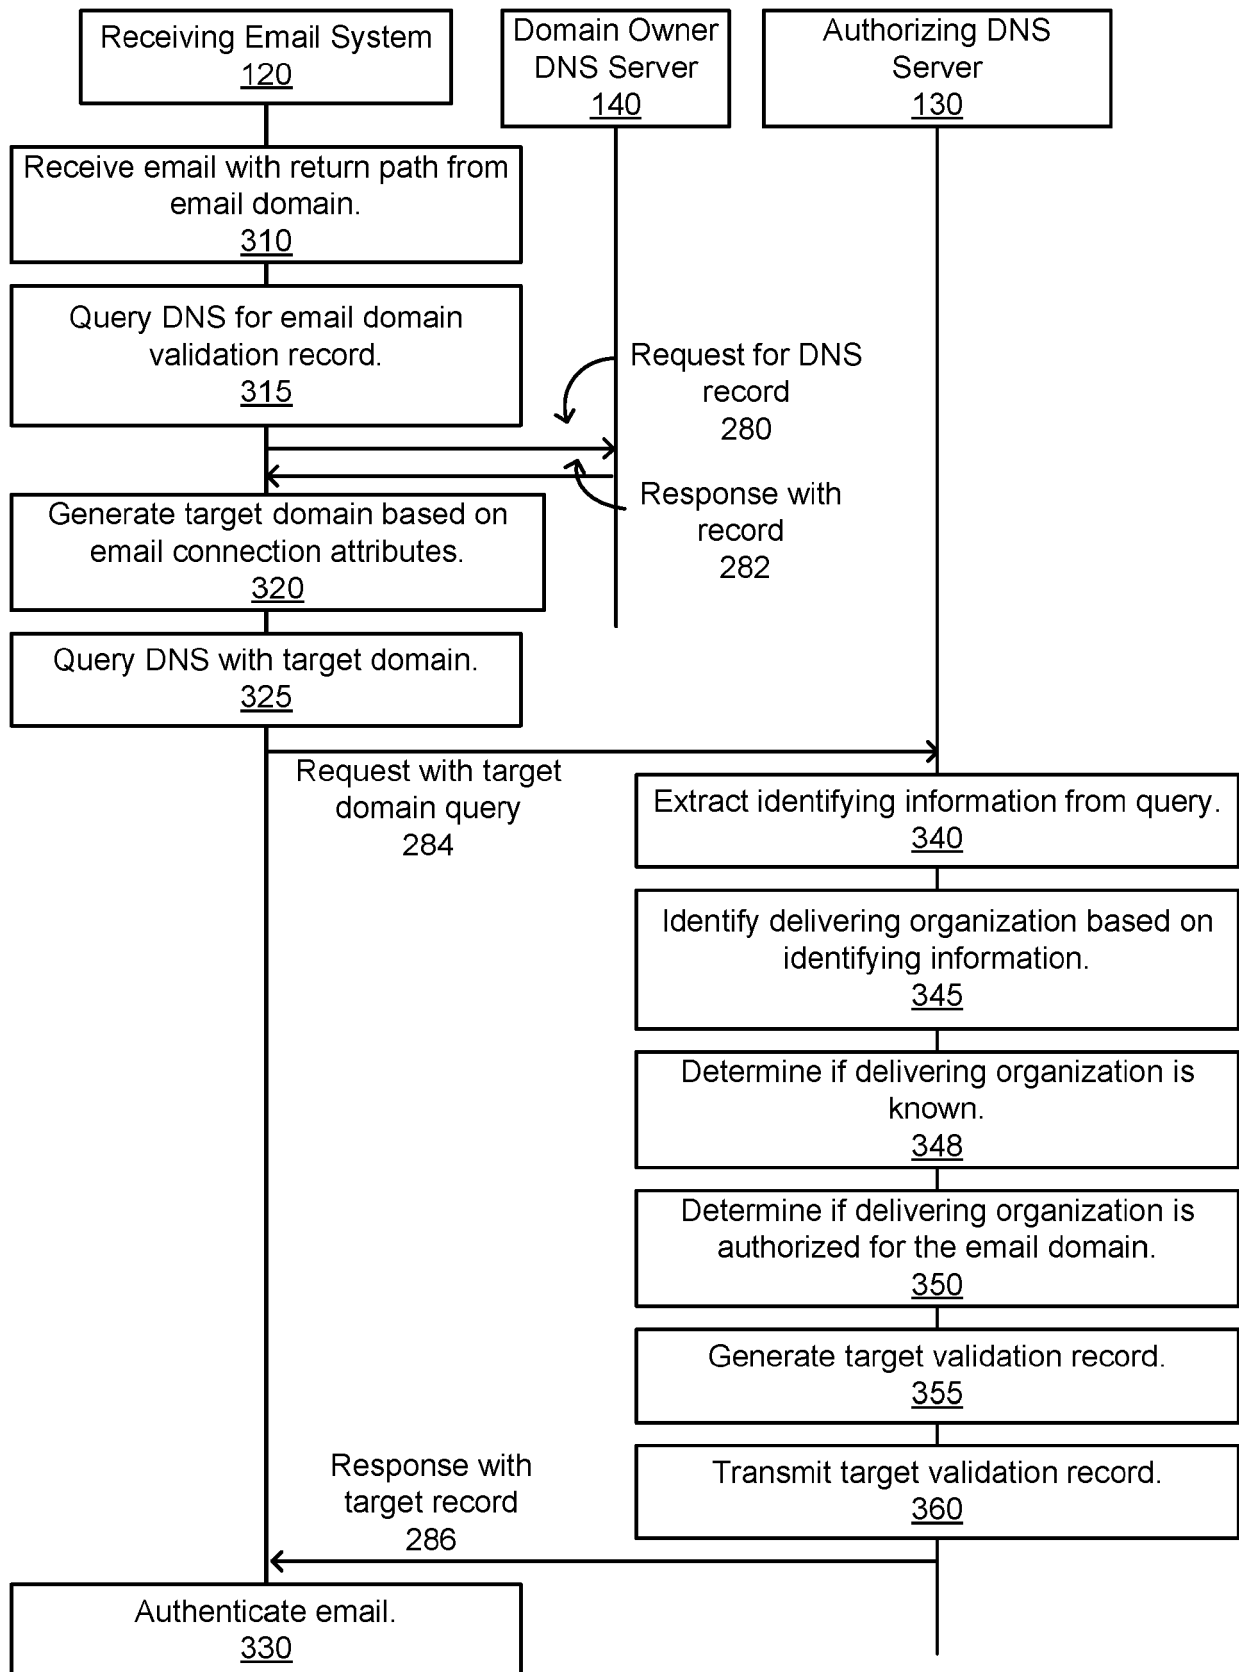 Receiving Email System
120
Domain Owner
DNS Server
140
Authorizing DNS
Server
130
Receive email with return path from
email domain.
310
Query DNS for email domain
validation record.
315
Request for DNS
record
280
Response with
record
282
Generate target domain based on
email connection attributes.
320
Query DNS with target domain.
325
Request with target
domain query
284
Extract identifying information from query.
340
Identify delivering organization based on
identifying information.
345
Determine if delivering organization is
known.
348
Determine if delivering organization is
authorized for the email domain.
350
Generate target validation record.
355
Transmit target validation record.
360
Response with
target record
286
Authenticate email.
330